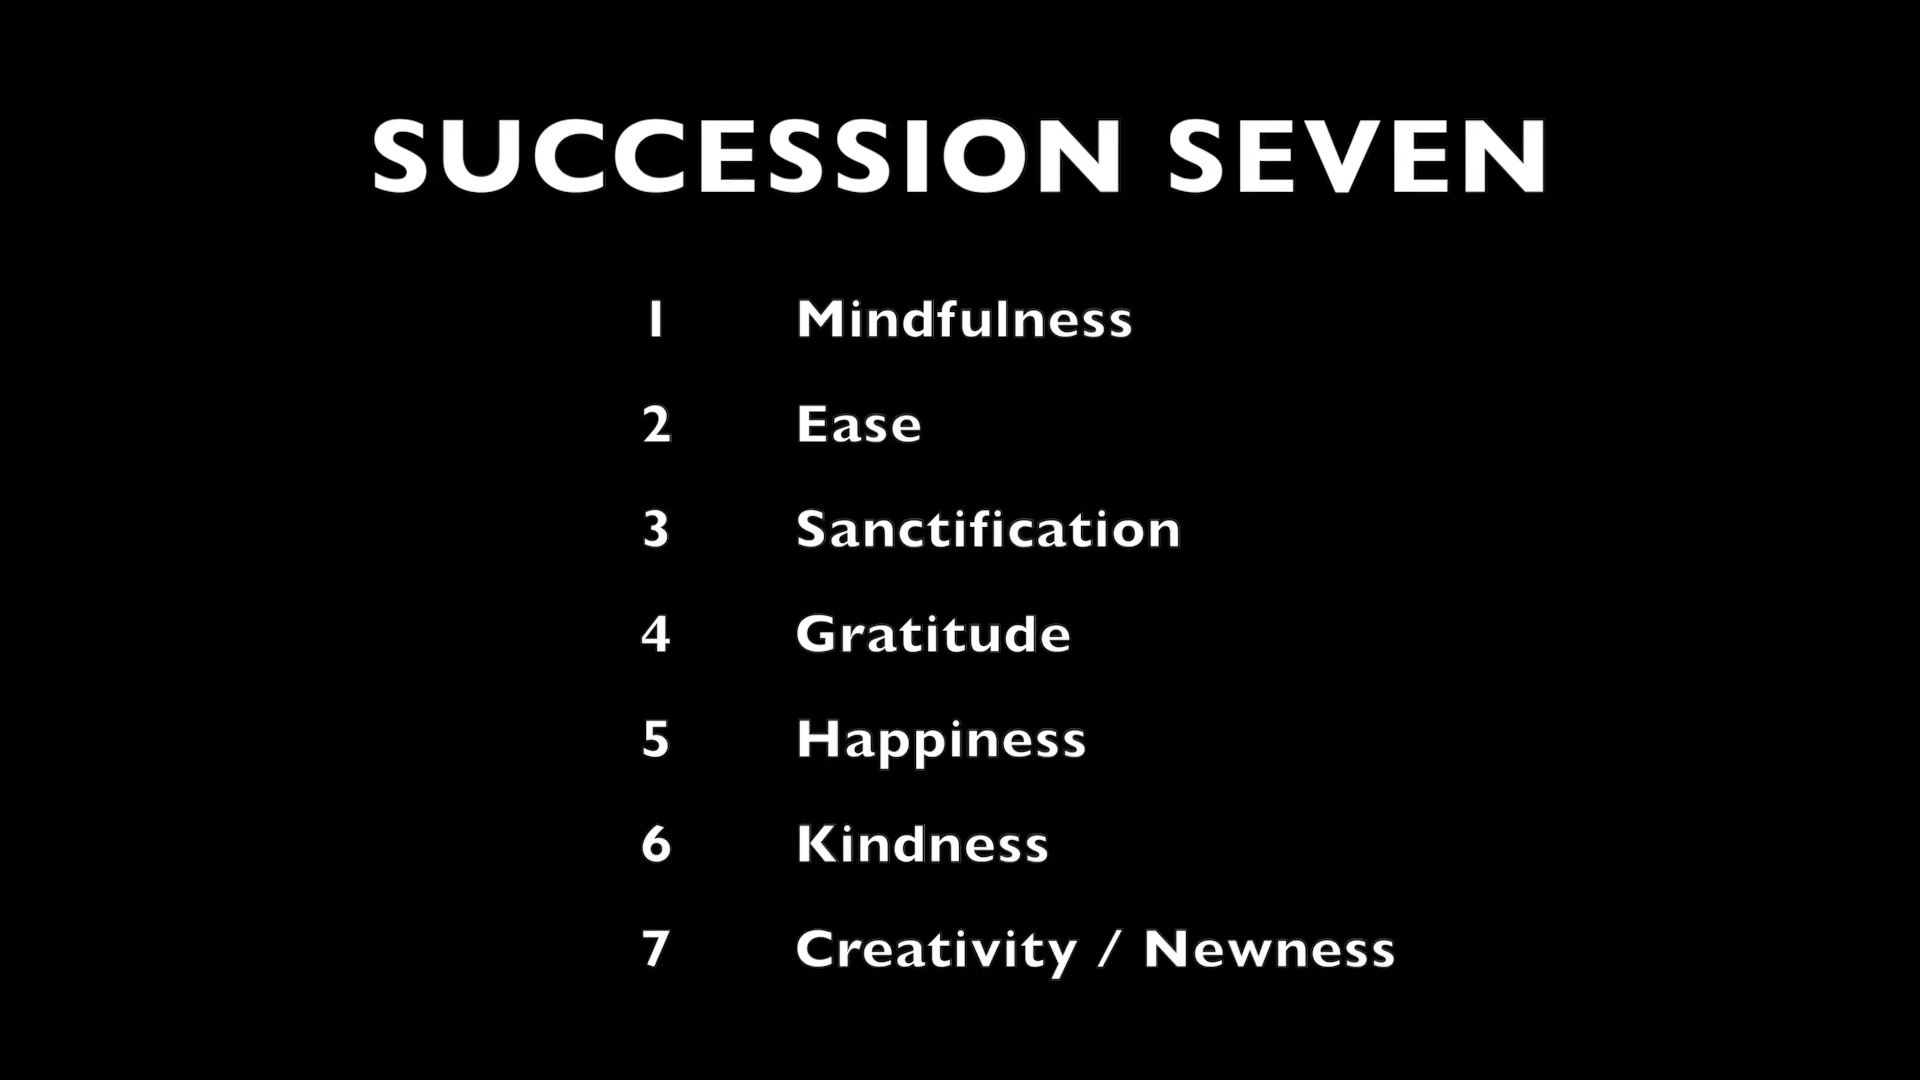 SUCCESSION SEVEN
1 Mindfulness
2 Ease
3 Sanctification
4 Gratitude
5 Happiness
6 Kindness
7 Creativity / Newness